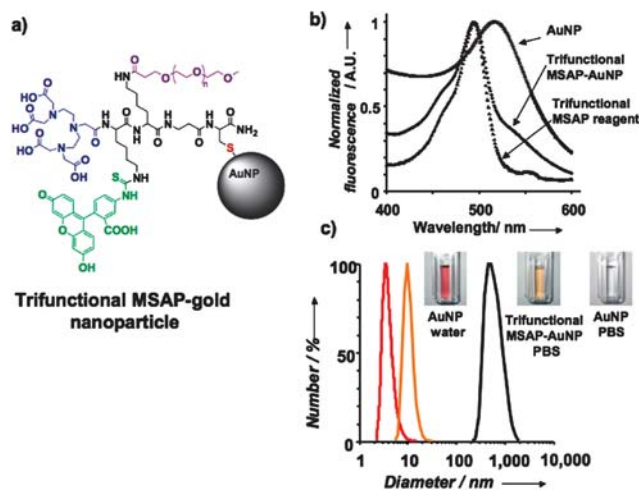 a)
O
N
H
O
O
O
n
HO
O
OH
O
N
N
N
O
HO
O
OH
O
O
N
H
O
H
N
N
H
O
O
N
H
O
H
N
O
NH₂
S
AuNP
NH
S
NH
O
O
COOH
OH
Trifunctional MSAP-gold
nanoparticle
b)
Normalized
fluorescence / A.U.
1
0.5
0
400
500
600
Wavelength/ nm
AuNP
Trifunctional
MSAP-AuNP
Trifunctional
MSAP reagent
c)
Number / %
100
50
0
1
10
100
1,000
10,000
Diameter / nm
AuNP
water
Trifunctional
MSAP-AuNP
PBS
AuNP
PBS